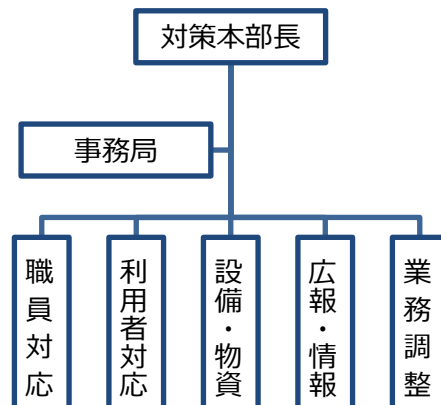 対策本部長
事務局
職員対応
利用者対応
設備・物資
広報・情報
業務調整